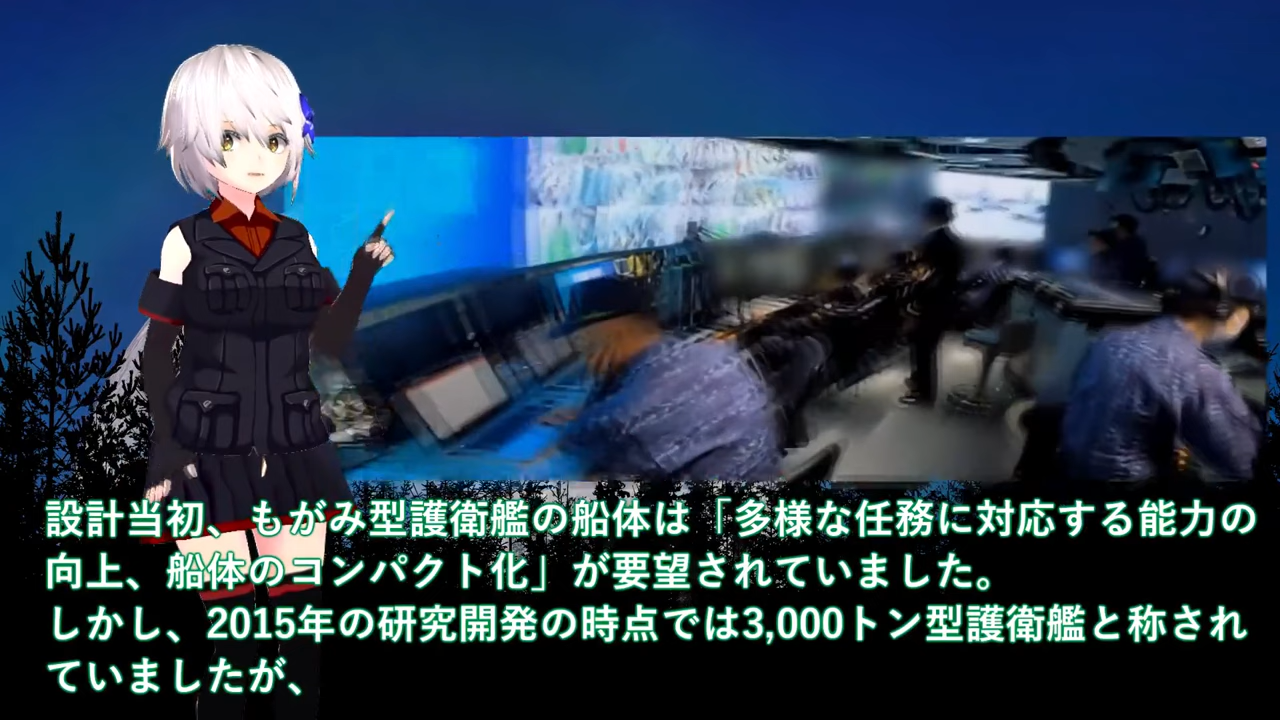 設計当初、もがみ型護衛艦の船体は「多様な任務に対応する能力の
向上、船体のコンパクト化」が要望されていました。
しかし、2015年の研究開発の時点では3,000トン型護衛艦と称され
ていましたが、